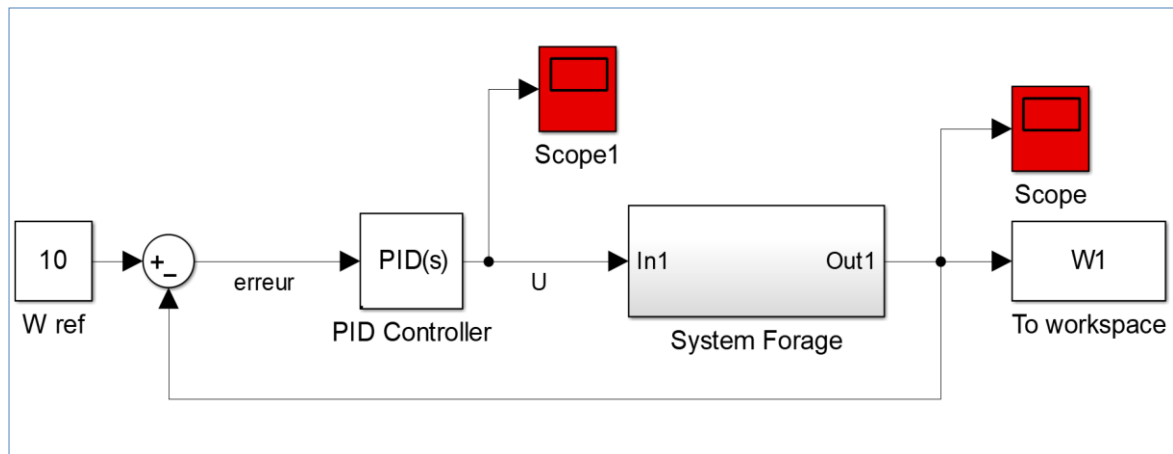 Scope1
Scope
10
+
_
erreur
PID(s)
U
In1
Out1
W1
W ref
PID Controller
System Forage
To workspace